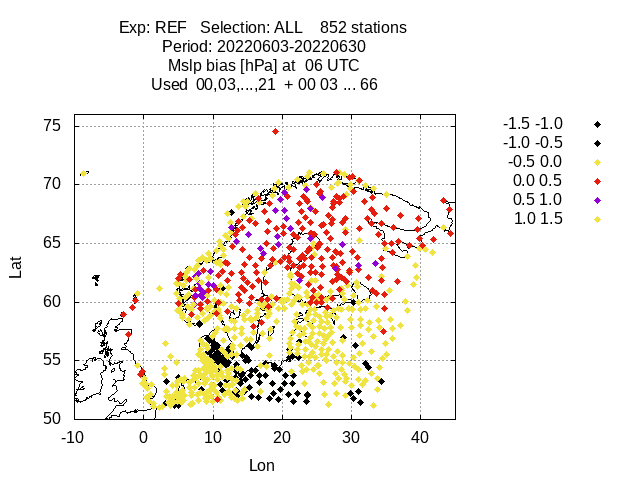 Exp: REF Selection: ALL 852 stations
Period: 20220603-20220630
Mslp bias [hPa] at 06 UTC
Used 00,03,...,21 + 00 03 ... 66
75
70
65
60
55
50
Lat
-10 0 10 20 30 40
Lon
-1.5 -1.0
-1.0 -0.5
-0.5 0.0
0.0 0.5
0.5 1.0
1.0 1.5